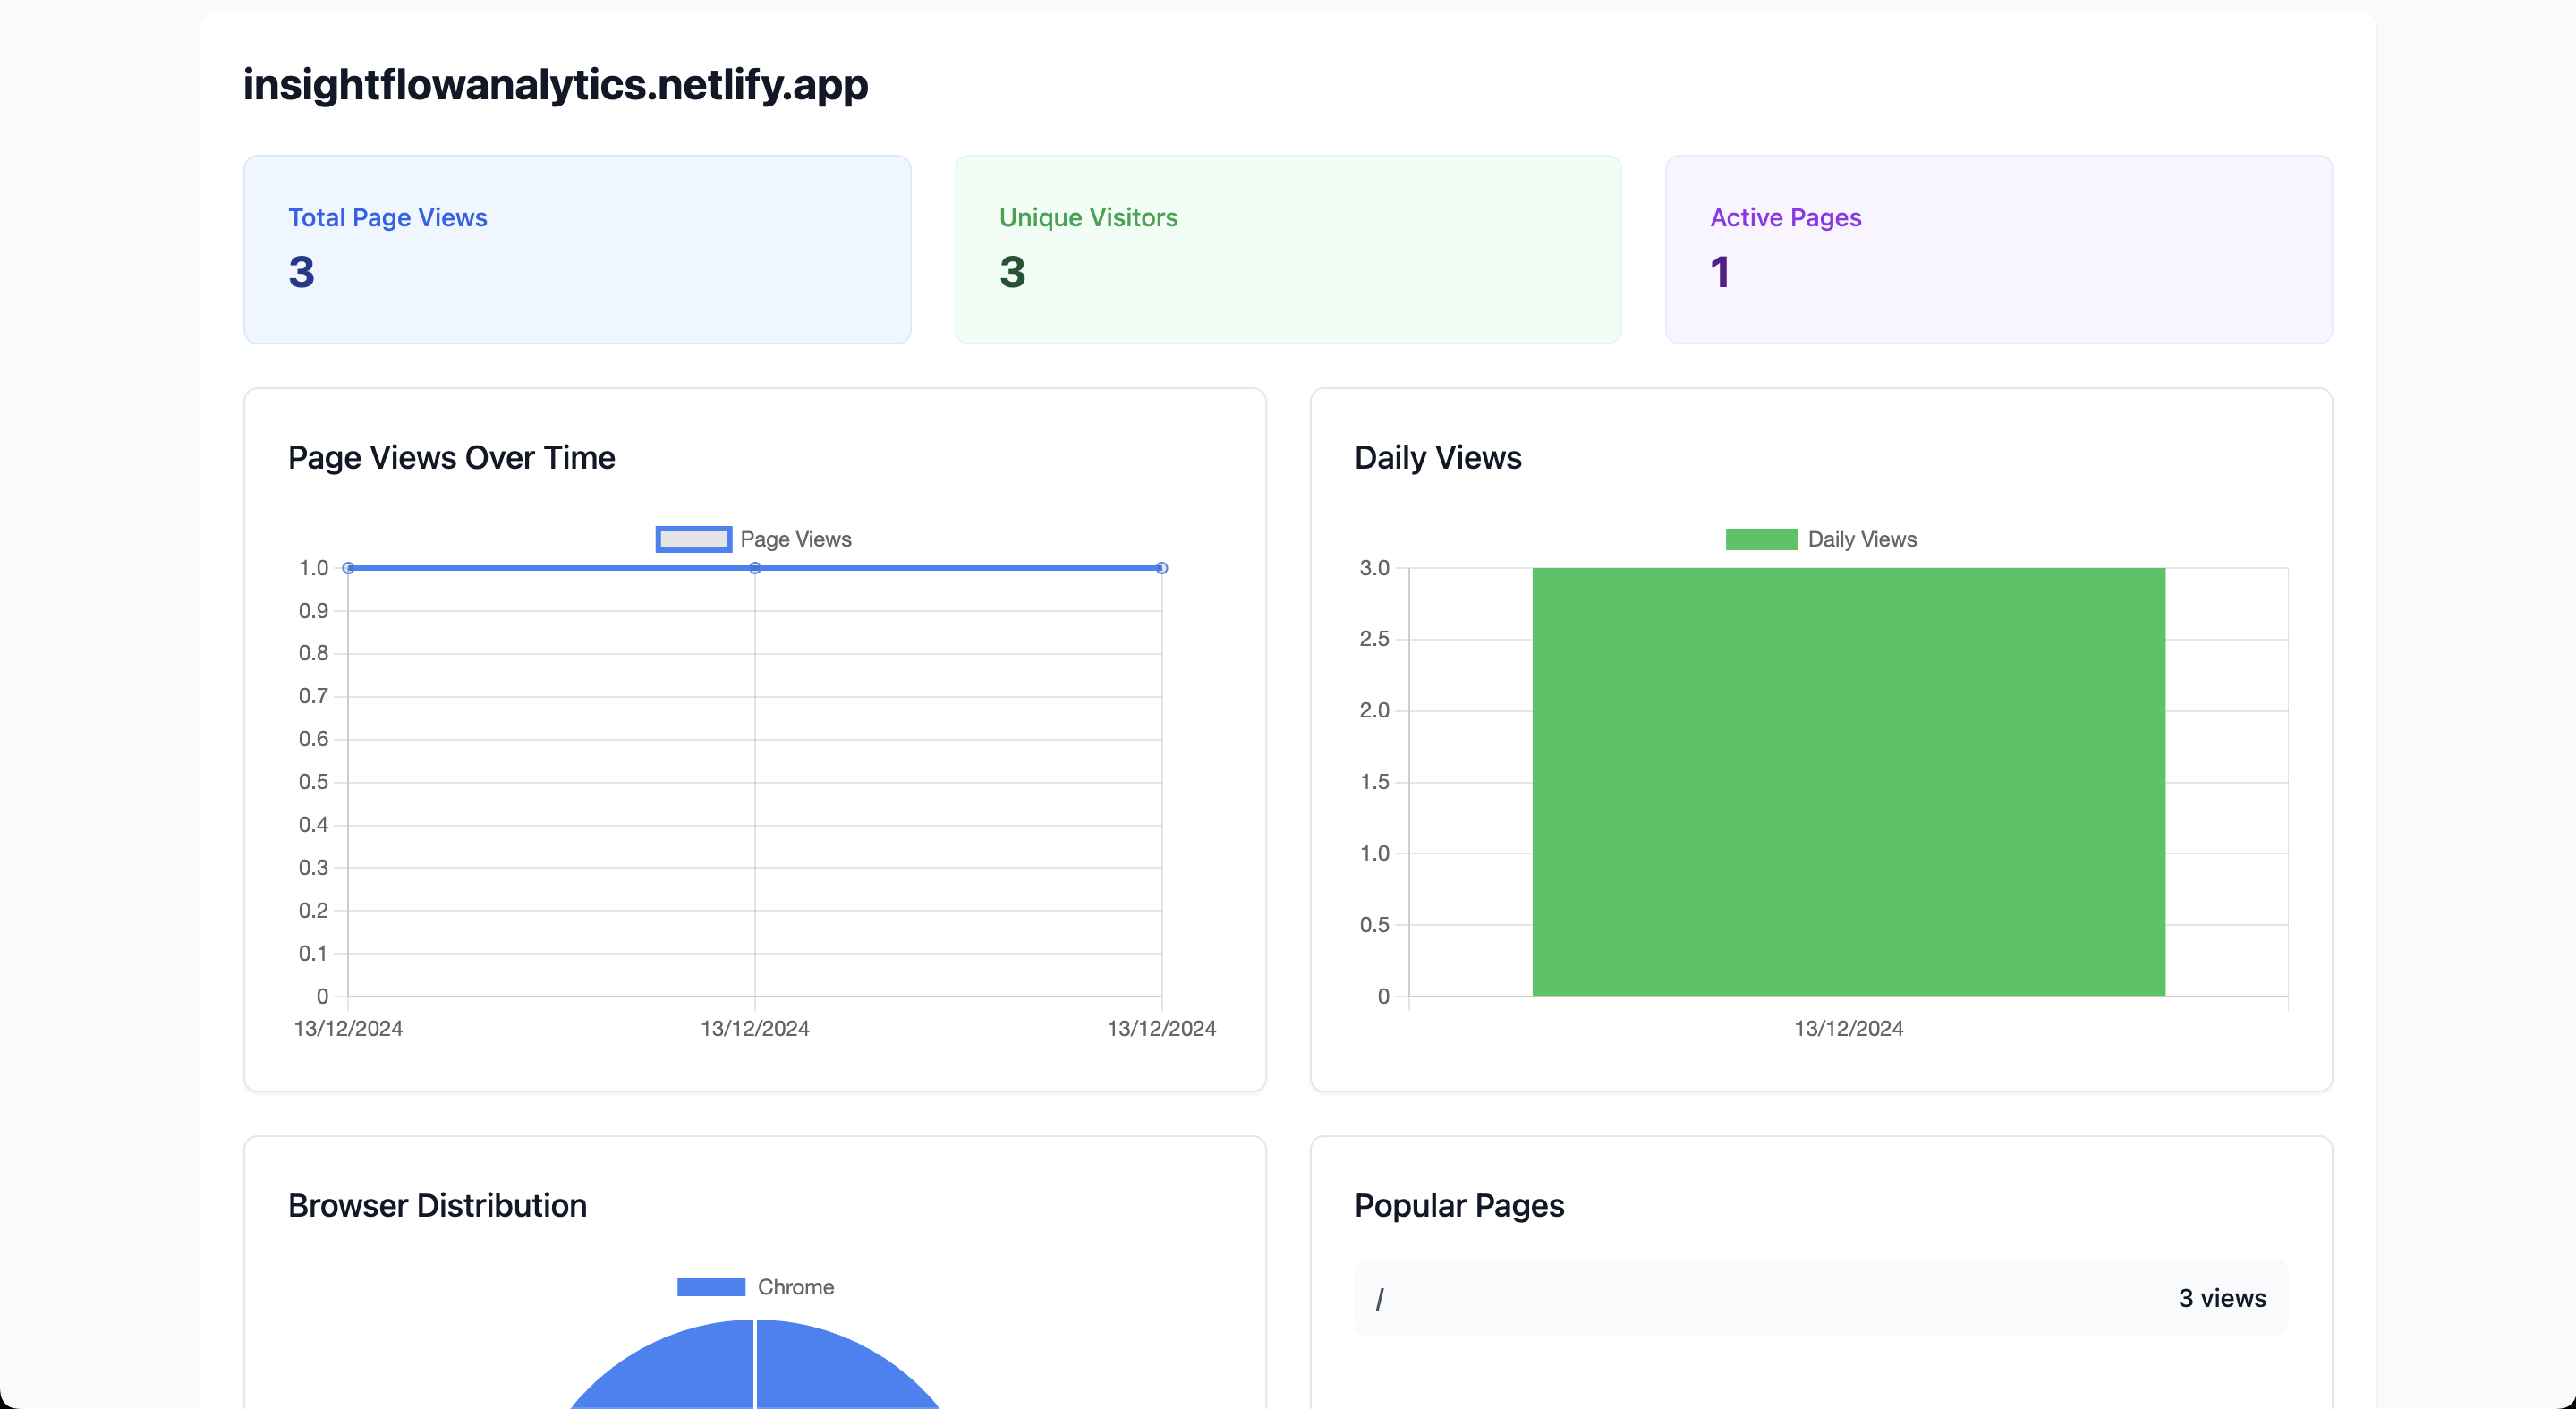 insightflowanalytics.netlify.app
Total Page Views
3
Unique Visitors
3
Active Pages
1
Page Views Over Time
Page Views
1.0
0.9
0.8
0.7
0.6
0.5
0.4
0.3
0.2
0.1
0
13/12/2024 13/12/2024 13/12/2024
Daily Views
Daily Views
3.0
2.5
2.0
1.5
1.0
0.5
0
13/12/2024
Browser Distribution
Chrome
Popular Pages
/ 3 views